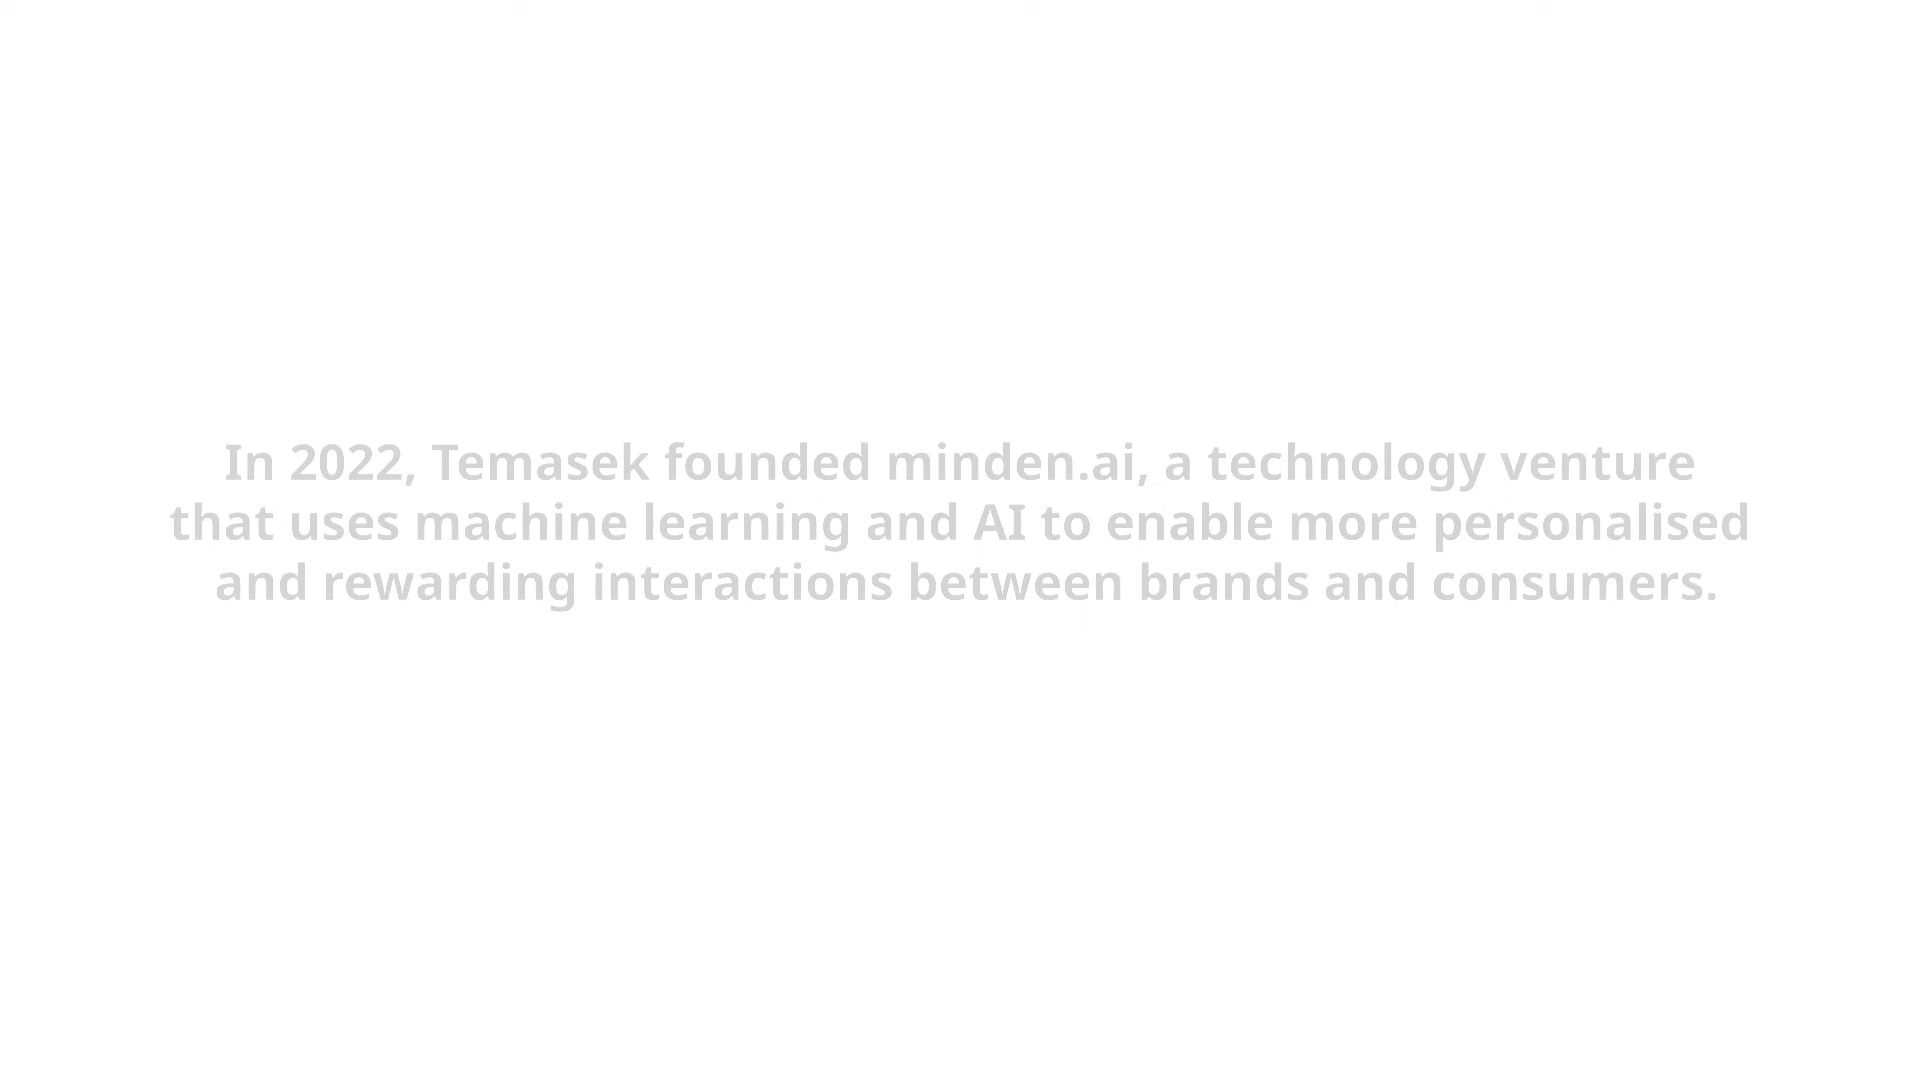 In 2022, Temasek founded minden.ai, a technology venture
that uses machine learning and AI to enable more personalised
and rewarding interactions between brands and consumers.